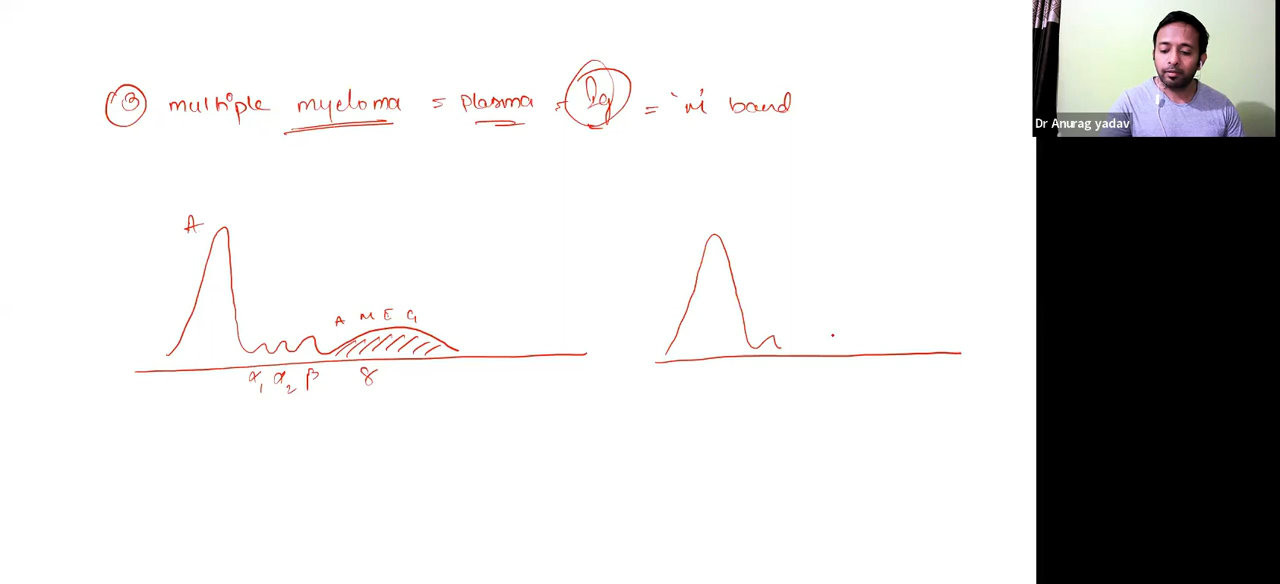 ③ multiple myeloma = plasma = Ig = 'M' band
Dr Anurag yadav
A
A M E G
α₁ α₂ β γ